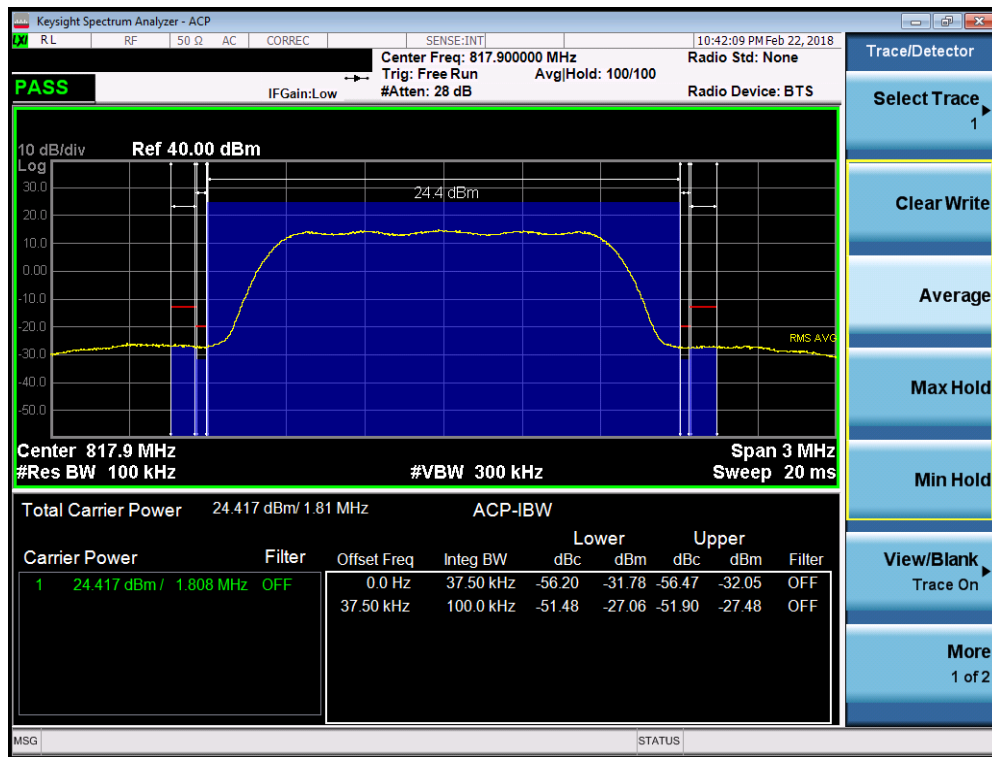 Keysight Spectrum Analyzer - ACP
LXI RL RF 50 Ω AC CORREC SENSE:INT 10:42:09 PM Feb 22, 2018
Center Freq: 817.900000 MHz Radio Std: None
Trig: Free Run Avg|Hold: 100/100
PASS IFGain:Low #Atten: 28 dB Radio Device: BTS
10 dB/div Ref 40.00 dBm
Log
30.0
24.4 dBm
20.0
10.0
0.00
-10.0
-20.0
RMS AVG
-30.0
-40.0
-50.0
Center 817.9 MHz Span 3 MHz
#Res BW 100 kHz #VBW 300 kHz Sweep 20 ms
Total Carrier Power 24.417 dBm/ 1.81 MHz ACP-IBW
Lower Upper
Carrier Power Filter Offset Freq Integ BW dBc dBm dBc dBm Filter
1 24.417 dBm / 1.808 MHz OFF 0.0 Hz 37.50 kHz -56.20 -31.78 -56.47 -32.05 OFF
37.50 kHz 100.0 kHz -51.48 -27.06 -51.90 -27.48 OFF
MSG STATUS
Trace/Detector
Select Trace
1
Clear Write
Average
Max Hold
Min Hold
View/Blank
Trace On
More
1 of 2